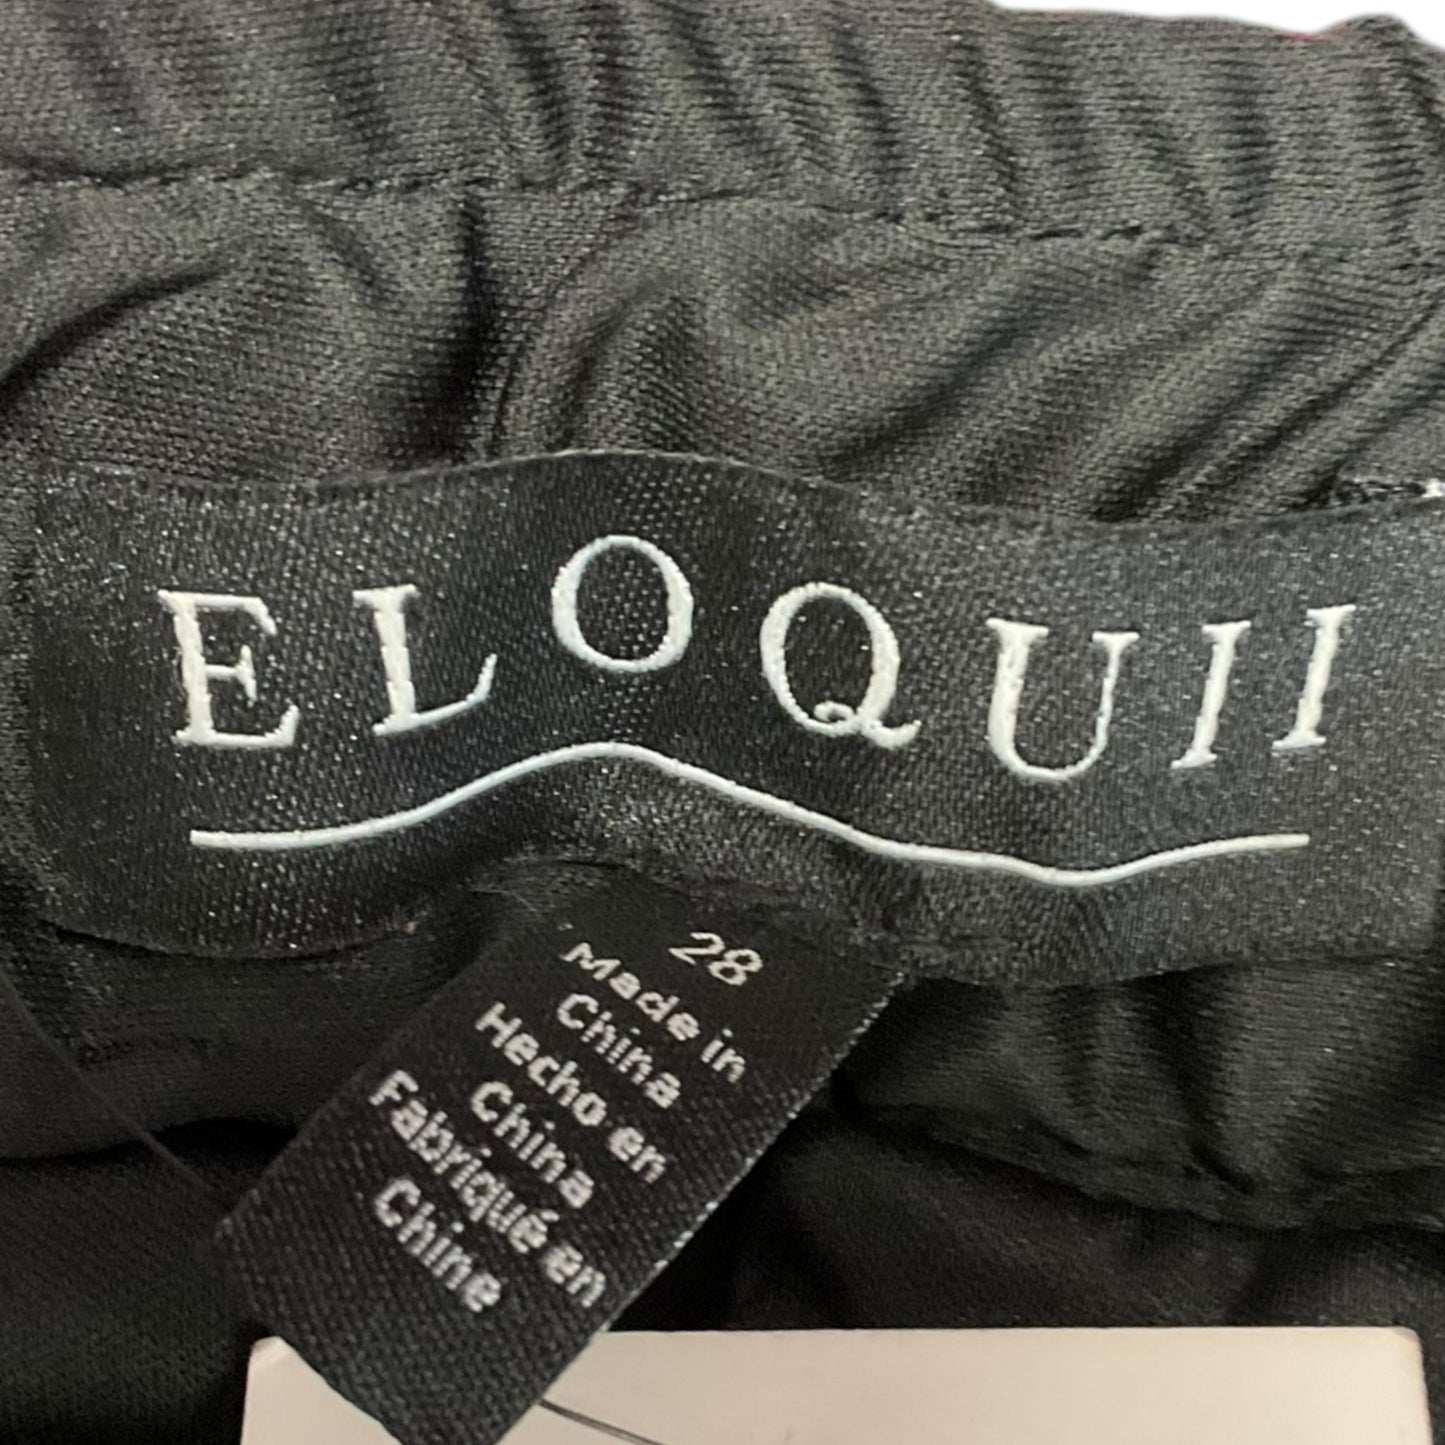 ELOQUII
28
Made in
China
Hecho en
China
Fabriqué en
Chine